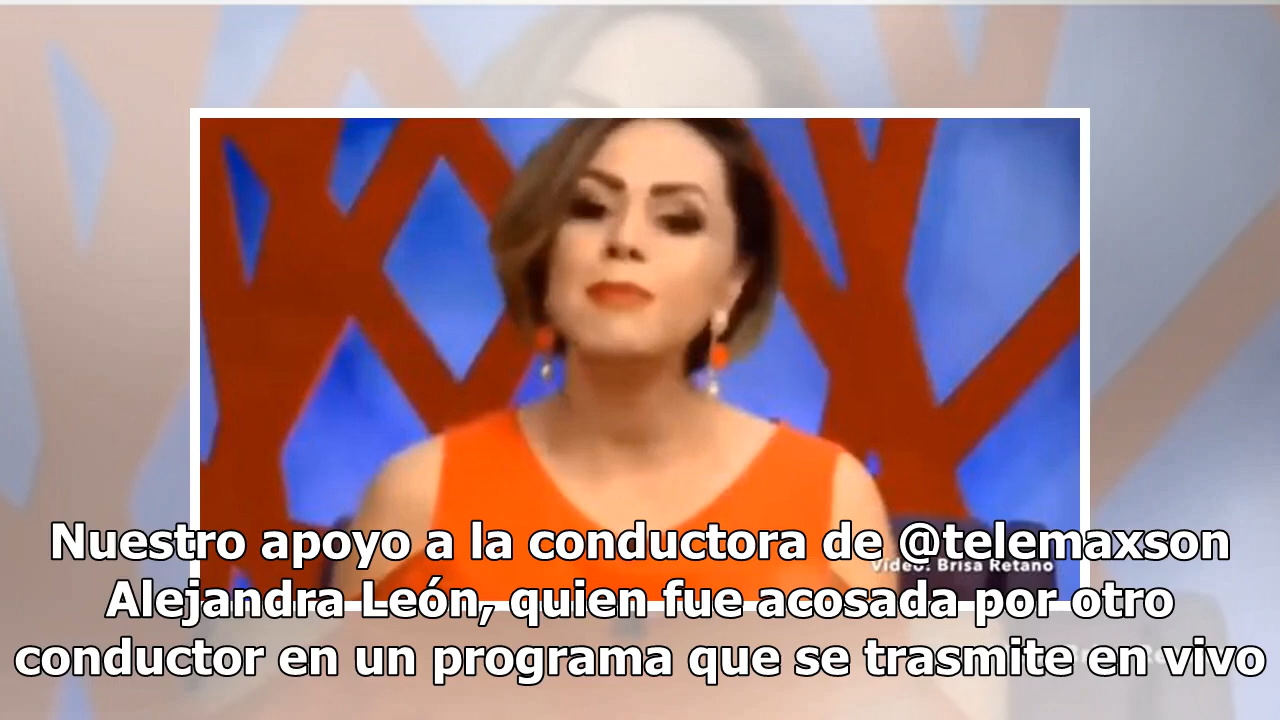 Nuestro apoyo a la conductora de @telemaxson
Video: Brisa Retano
Alejandra León, quien fue acosada por otro
conductor en un programa que se trasmite en vivo